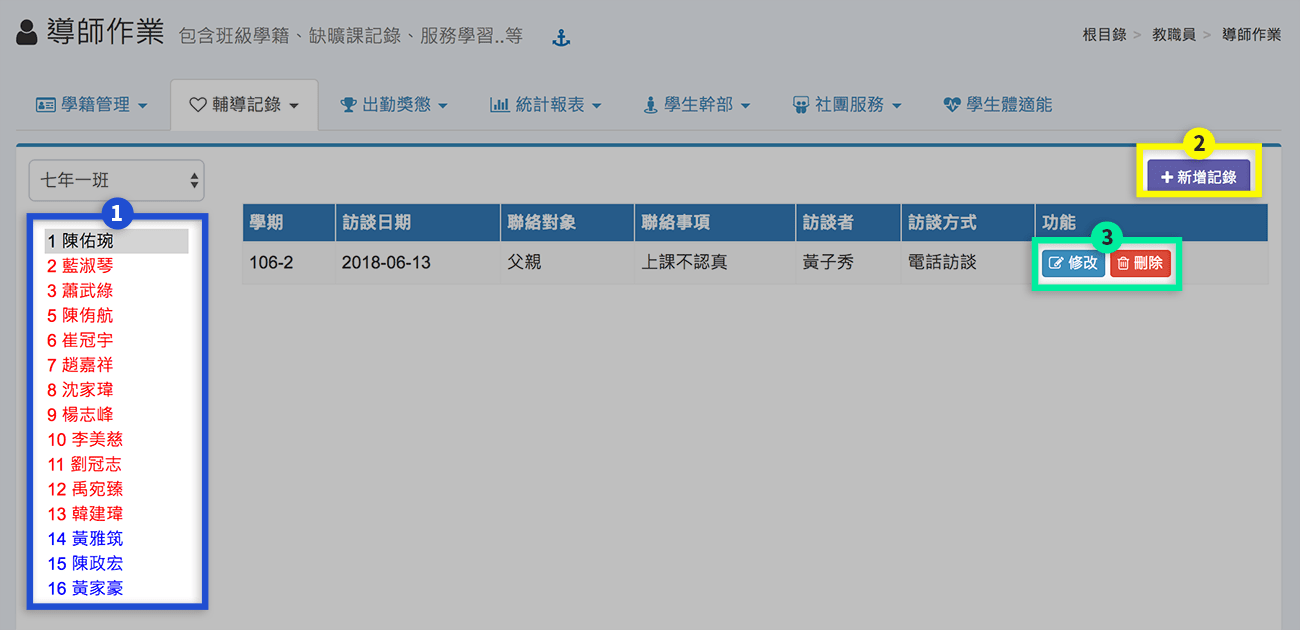 導師作業 包含班級學籍、缺曠課記錄、服務學習..等
根目錄 > 教職員 > 導師作業
學籍管理 輔導記錄 出勤獎懲 統計報表 學生幹部 社團服務 學生體適能
2
七年一班
+新增記錄
1
學期 訪談日期 聯絡對象 聯絡事項 訪談者 訪談方式 功能
3
106-2 2018-06-13 父親 上課不認真 黃子秀 電話訪談 修改 刪除
1 陳佑琬
2 藍淑琴
3 蕭武綠
5 陳侑航
6 崔冠宇
7 趙嘉祥
8 沈家瑋
9 楊志峰
10 李美慈
11 劉冠志
12 禹宛臻
13 韓建瑋
14 黃雅筑
15 陳政宏
16 黃家豪